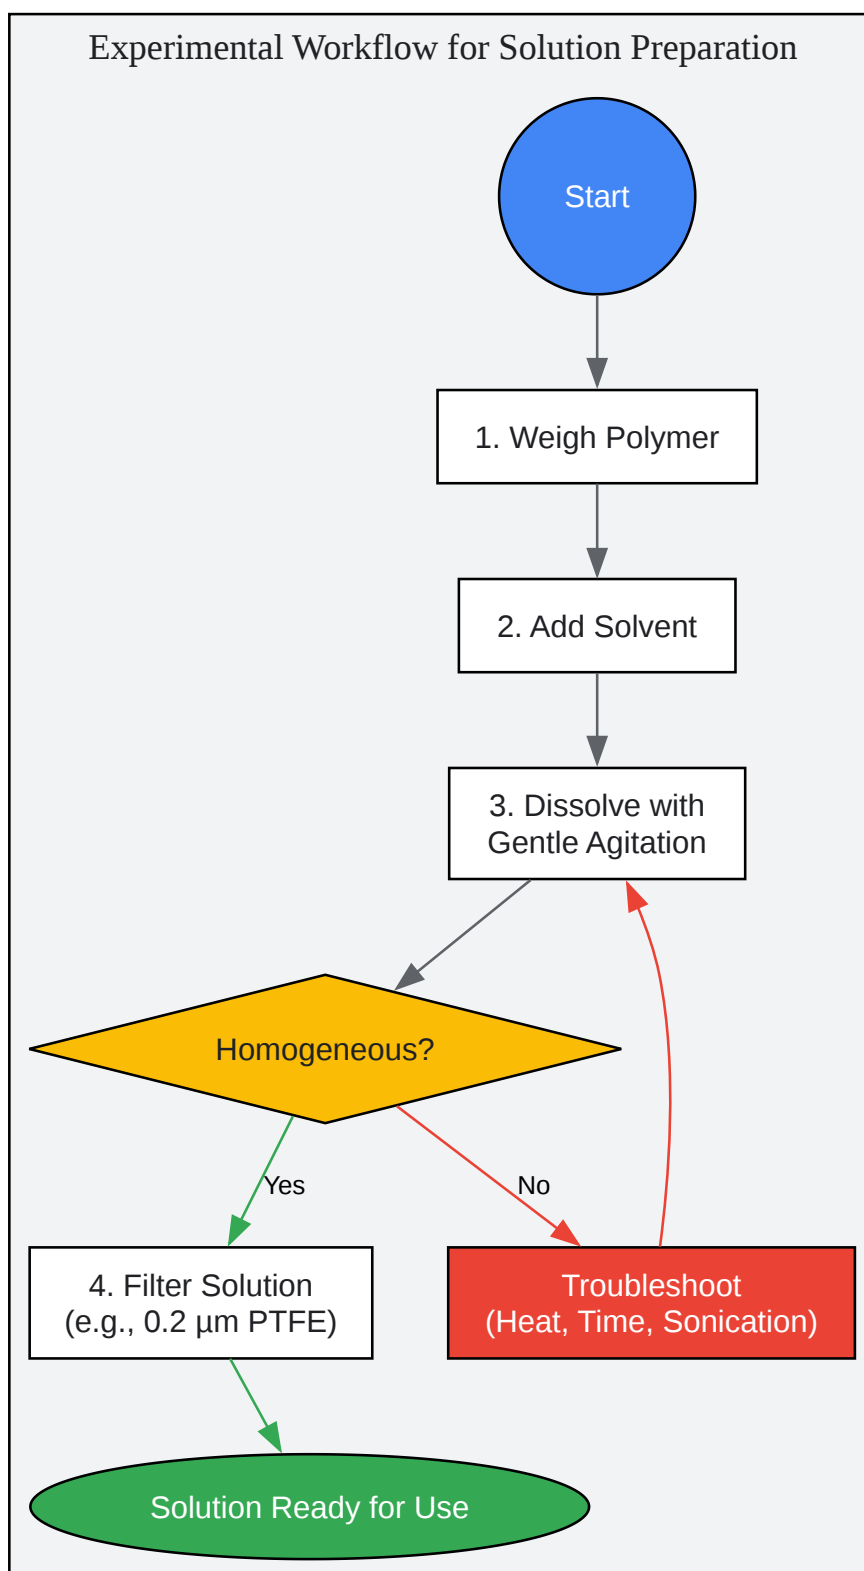 Experimental Workflow for Solution Preparation
Start
1. Weigh Polymer
2. Add Solvent
3. Dissolve with
Gentle Agitation
Homogeneous?
Yes
No
4. Filter Solution
(e.g., 0.2 µm PTFE)
Troubleshoot
(Heat, Time, Sonication)
Solution Ready for Use